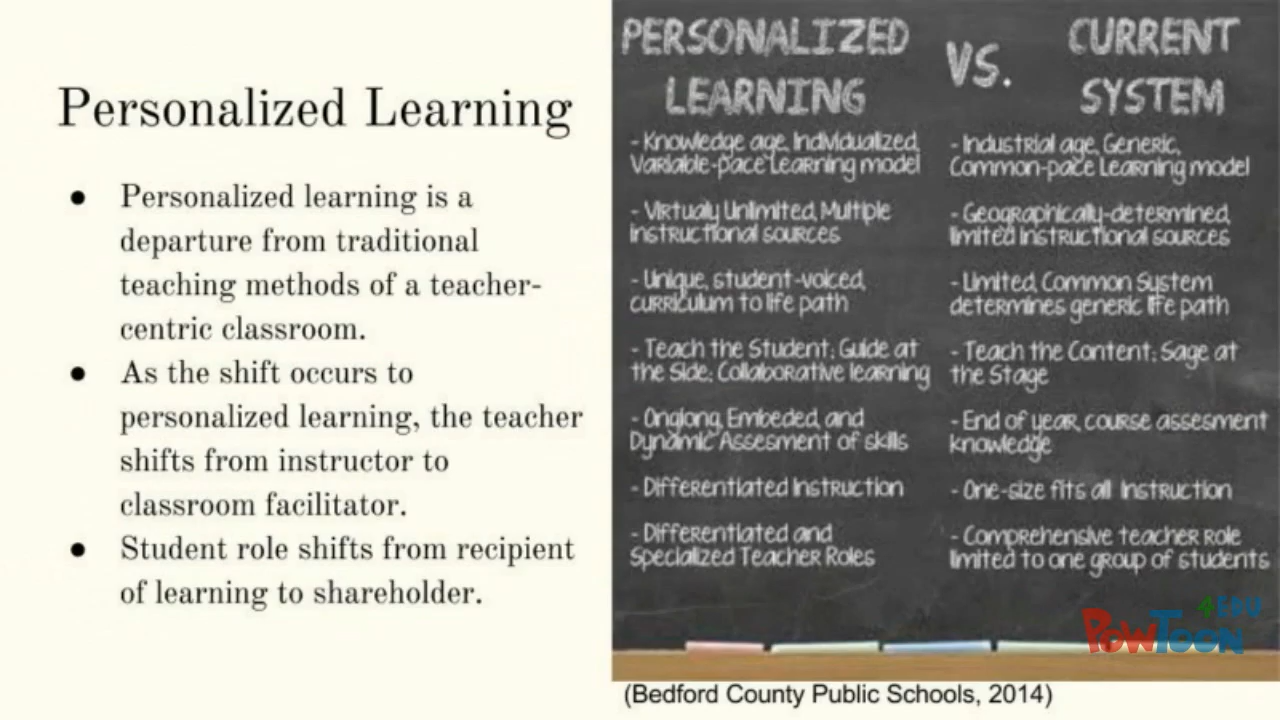 Personalized Learning
● Personalized learning is a
departure from traditional
teaching methods of a teacher-
centric classroom.
● As the shift occurs to
personalized learning, the teacher
shifts from instructor to
classroom facilitator.
● Student role shifts from recipient
of learning to shareholder.
PERSONALIZED
LEARNING
VS.
CURRENT
SYSTEM
- Knowledge age, Individualized,
Variable-pace Learning model
- Virtualy Unlimited, Multiple
instructional sources
- Unique, student-voiced,
curriculum to life path
- Teach the Student; Guide at
the Side; Collaborative learning
- Ongiong, Embeded, and
Dynamic Assesment of skills
- Differentiated Instruction
- Differentiated and
Specialized Teacher Roles
- Industrial age, Generic,
Common-pace Learning model
- Geographically-determined,
limited instructional sources
- Limited, Common System
determines generic life path
- Teach the Content; Sage at
the Stage
- End of year, course assesment
knowledge
- One-size fits all Instruction
- Comprehensive teacher role
limited to one group of students
4EDU
POWTOON
(Bedford County Public Schools, 2014)